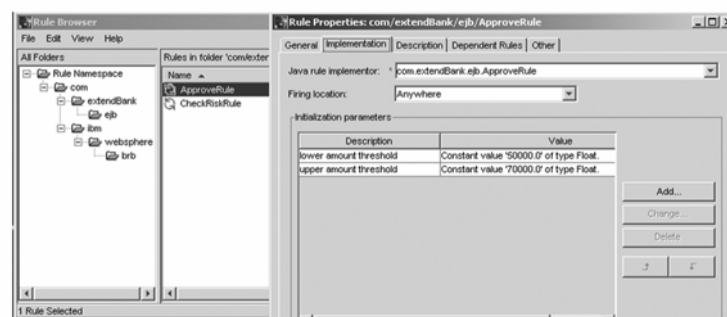 Rule Browser
File Edit View Help
All Folders
Rule Namespace
com
extendBank
ejb
ibm
websphere
brb
Rules in folder 'com/exter
Name
ApproveRule
CheckRiskRule
1 Rule Selected
Rule Properties: com/extendBank/ejb/ApproveRule
General Implementation Description Dependent Rules Other
Java rule implementor: * com.extendBank.ejb.ApproveRule
Firing location: Anywhere
Initialization parameters
Description Value
lower amount threshold Constant value '50000.0' of type Float.
upper amount threshold Constant value '70000.0' of type Float.
Add...
Change...
Delete